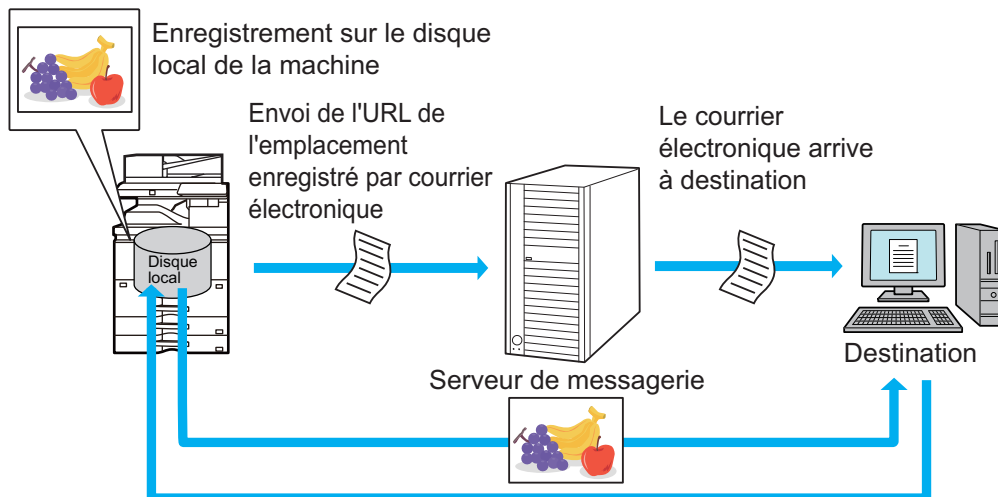 Enregistrement sur le disque
local de la machine
Envoi de l'URL de
l'emplacement
enregistré par courrier
électronique
Le courrier
électronique arrive
à destination
Disque
local
Destination
Serveur de messagerie